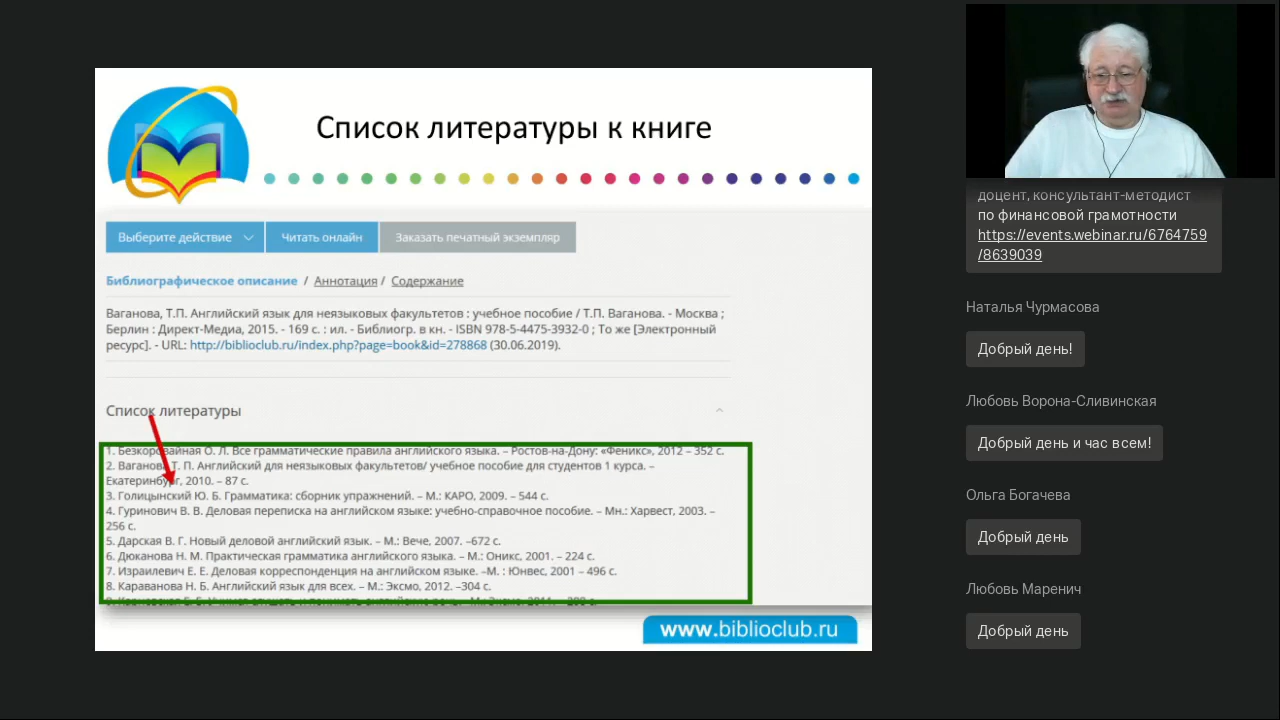 Список литературы к книге
Выберите действие
Читать онлайн
Заказать печатный экземпляр
Библиографическое описание / Аннотация / Содержание
Ваганова, Т.П. Английский язык для неязыковых факультетов : учебное пособие / Т.П. Ваганова. - Москва ;
Берлин : Директ-Медиа, 2015. - 169 с. : ил. - Библиогр. в кн. - ISBN 978-5-4475-3932-0 ; То же [Электронный
ресурс]. - URL: http://biblioclub.ru/index.php?page=book&id=278868 (30.06.2019).
Список литературы
1. Безкоровайная О. Л. Все грамматические правила английского языка. – Ростов-на-Дону: «Феникс», 2012 – 352 с.
2. Ваганова Т. П. Английский для неязыковых факультетов/ учебное пособие для студентов 1 курса. –
Екатеринбург, 2010. – 87 с.
3. Голицынский Ю. Б. Грамматика: сборник упражнений. – М.: КАРО, 2009. – 544 с.
4. Гуринович В. В. Деловая переписка на английском языке: учебно-справочное пособие. – Мн.: Харвест, 2003. –
256 с.
5. Дарская В. Г. Новый деловой английский язык. – М.: Вече, 2007. –672 с.
6. Дюканова Н. М. Практическая грамматика английского языка. – М.: Оникс, 2001. – 224 с.
7. Израилевич Е. Е. Деловая корреспонденция на английском языке. –М. : Юнвес, 2001 – 496 с.
8. Караванова Н. Б. Английский язык для всех. – М.: Эксмо, 2012. –304 с.
www.biblioclub.ru
доцент, консультант-методист
по финансовой грамотности
https://events.webinar.ru/6764759
/8639039
Наталья Чурмасова
Добрый день!
Любовь Ворона-Сливинская
Добрый день и час всем!
Ольга Богачева
Добрый день
Любовь Маренич
Добрый день